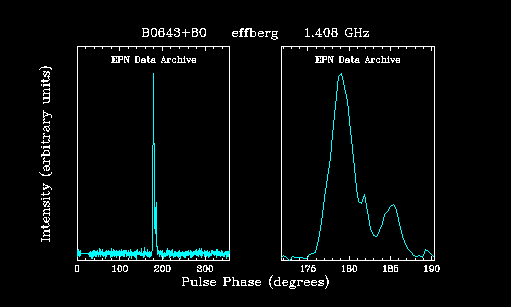 B0643+80 effberg 1.408 GHz
EPN Data Archive EPN Data Archive
Intensity (arbitrary units)
0 100 200 300 175 180 185 190
Pulse Phase (degrees)